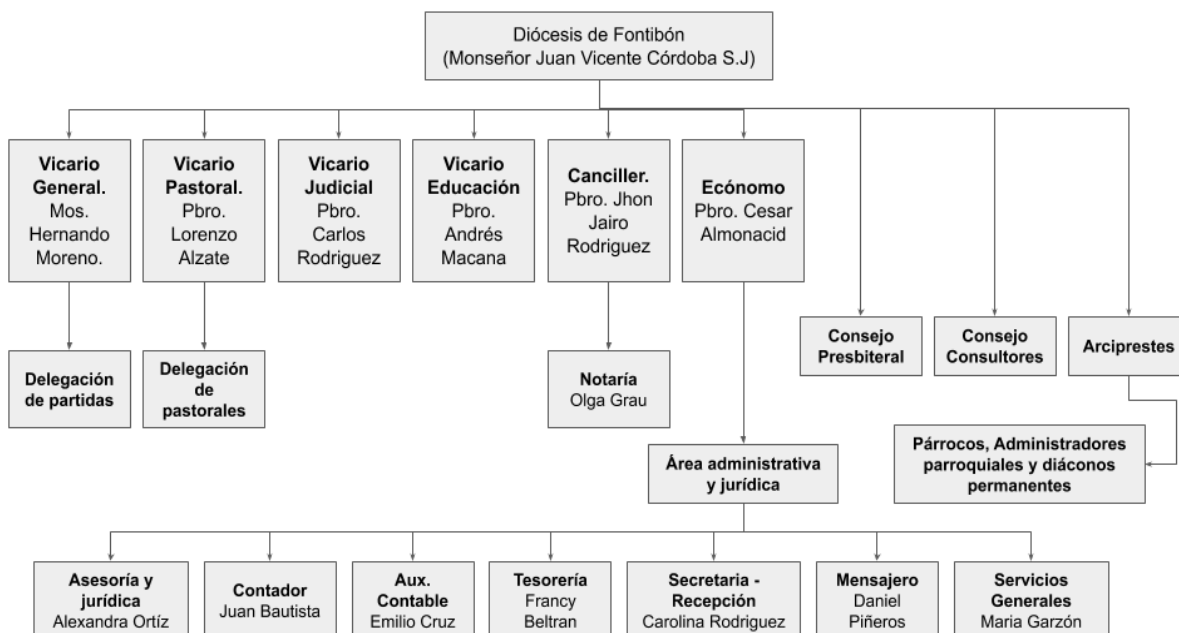 Diócesis de Fontibón
(Monseñor Juan Vicente Córdoba S.J)
Vicario
General.
Mos.
Hernando
Moreno.
Vicario
Pastoral.
Pbro.
Lorenzo
Alzate
Vicario
Judicial
Pbro.
Carlos
Rodriguez
Vicario
Educación
Pbro.
Andrés
Macana
Canciller.
Pbro. Jhon
Jairo
Rodriguez
Ecónomo
Pbro. Cesar
Almonacid
Consejo
Presbiteral
Consejo
Consultores
Arciprestes
Delegación
de partidas
Delegación
de
pastorales
Notaría
Olga Grau
Párrocos, Administradores
parroquiales y diáconos
permanentes
Área administrativa
y jurídica
Asesoría y
jurídica
Alexandra Ortíz
Contador
Juan Bautista
Aux.
Contable
Emilio Cruz
Tesorería
Francy
Beltran
Secretaria -
Recepción
Carolina Rodriguez
Mensajero
Daniel
Piñeros
Servicios
Generales
Maria Garzón